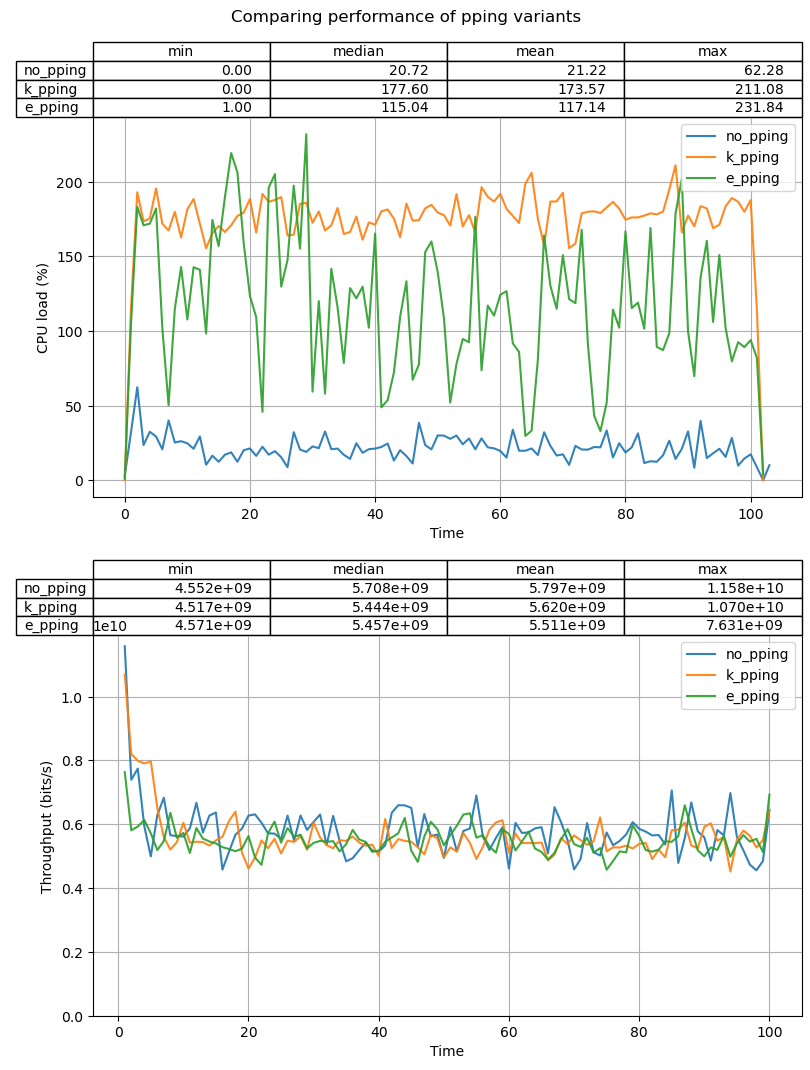 Comparing performance of pping variants
min median mean max
no_pping 0.00 20.72 21.22 62.28
k_pping 0.00 177.60 173.57 211.08
e_pping 1.00 115.04 117.14 231.84
no_pping
k_pping
e_pping
200
150
100
50
0
CPU load (%)
0 20 40 60 80 100
Time
min median mean max
no_pping 4.552e+09 5.708e+09 5.797e+09 1.158e+10
k_pping 4.517e+09 5.444e+09 5.620e+09 1.070e+10
e_pping 4.571e+09 5.457e+09 5.511e+09 7.631e+09
1e10
no_pping
k_pping
e_pping
1.0
0.8
0.6
0.4
0.2
0.0
Throughput (bits/s)
0 20 40 60 80 100
Time